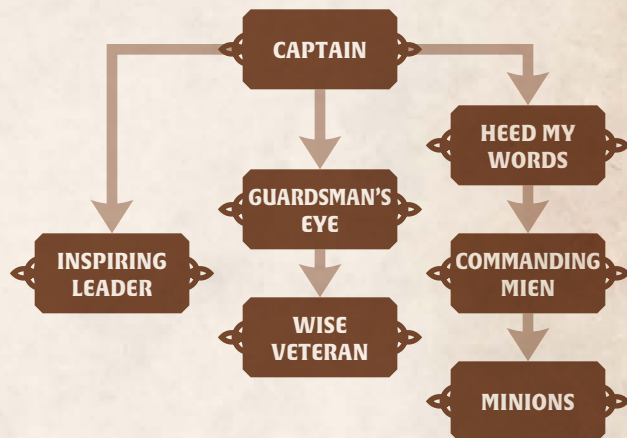 CAPTAIN
HEED MY
WORDS
GUARDSMAN'S
EYE
INSPIRING
LEADER
COMMANDING
MIEN
WISE
VETERAN
MINIONS